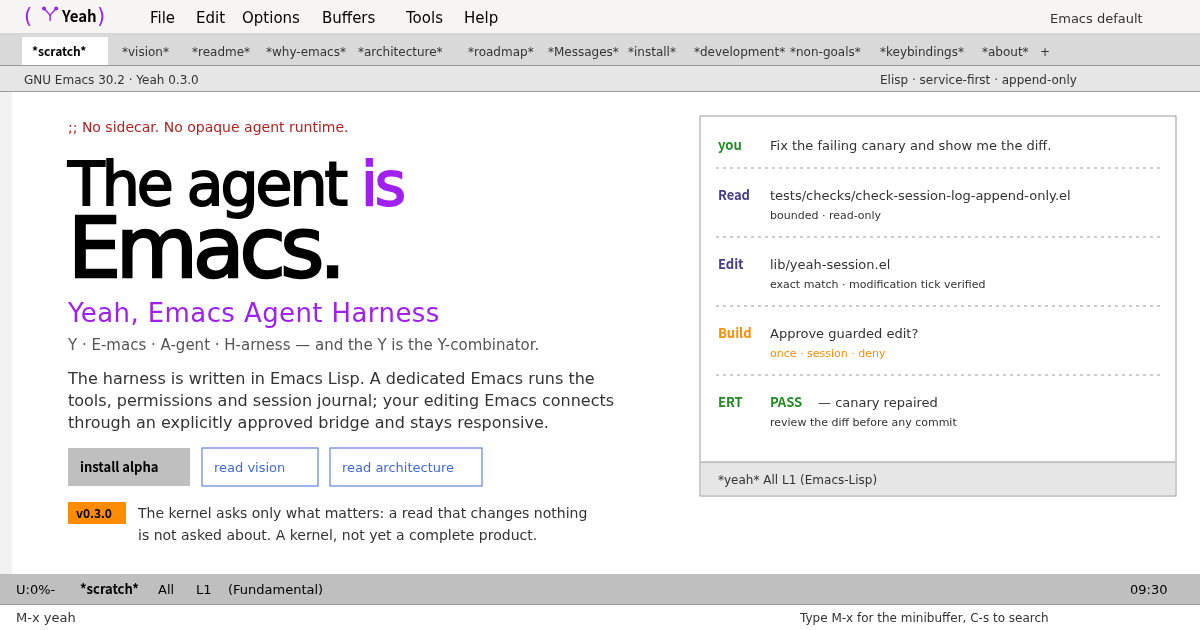 ( Yeah) File Edit Options Buffers Tools Help Emacs default
*scratch* *vision* *readme* *why-emacs* *architecture* *roadmap* *Messages* *install* *development* *non-goals* *keybindings* *about* +
GNU Emacs 30.2 · Yeah 0.3.0 Elisp · service-first · append-only
;; No sidecar. No opaque agent runtime.
The agent is
Emacs.
Yeah, Emacs Agent Harness
Y · E-macs · A-gent · H-arness — and the Y is the Y-combinator.
The harness is written in Emacs Lisp. A dedicated Emacs runs the
tools, permissions and session journal; your editing Emacs connects
through an explicitly approved bridge and stays responsive.
install alpha read vision read architecture
v0.3.0 The kernel asks only what matters: a read that changes nothing
is not asked about. A kernel, not yet a complete product.
you Fix the failing canary and show me the diff.
Read tests/checks/check-session-log-append-only.el
bounded · read-only
Edit lib/yeah-session.el
exact match · modification tick verified
Build Approve guarded edit?
once · session · deny
ERT PASS — canary repaired
review the diff before any commit
*yeah* All L1 (Emacs-Lisp)
U:0%- *scratch* All L1 (Fundamental) 09:30
M-x yeah Type M-x for the minibuffer, C-s to search